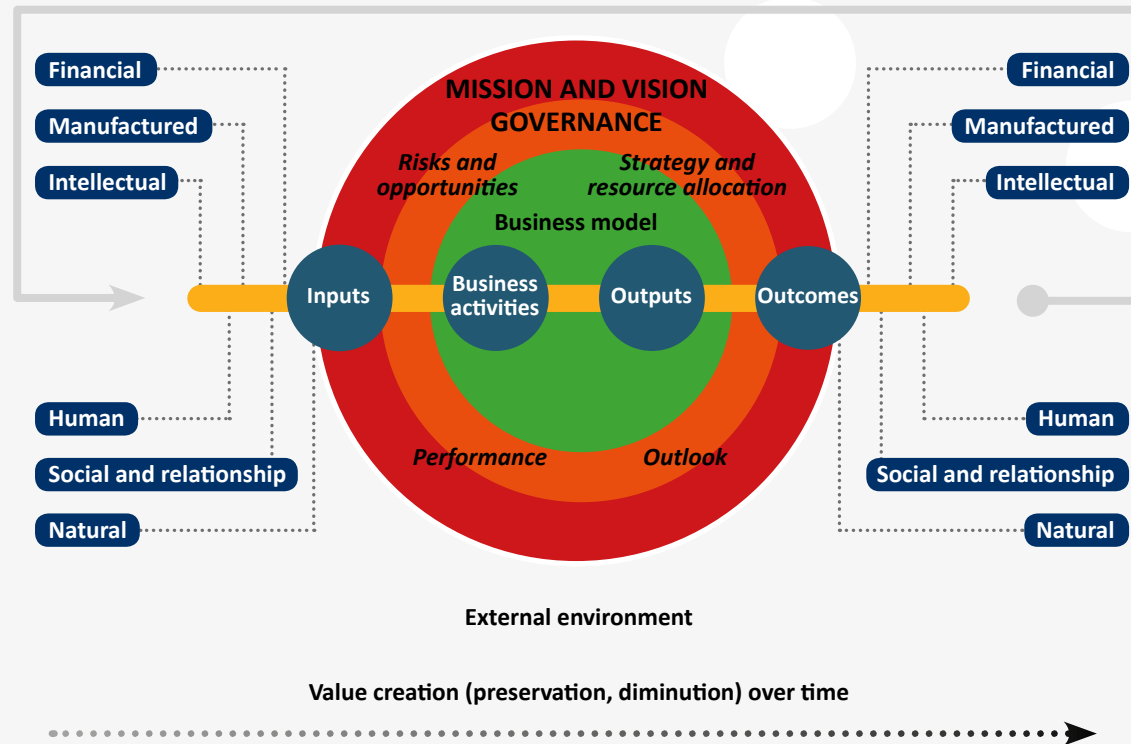 Financial
Manufactured
Intellectual
MISSION AND VISION
GOVERNANCE
Risks and
opportunities
Strategy and
resource allocation
Business model
Inputs
Business
activities
Outputs
Outcomes
Performance
Outlook
Human
Social and relationship
Natural
Financial
Manufactured
Intellectual
Human
Social and relationship
Natural
External environment
Value creation (preservation, diminution) over time